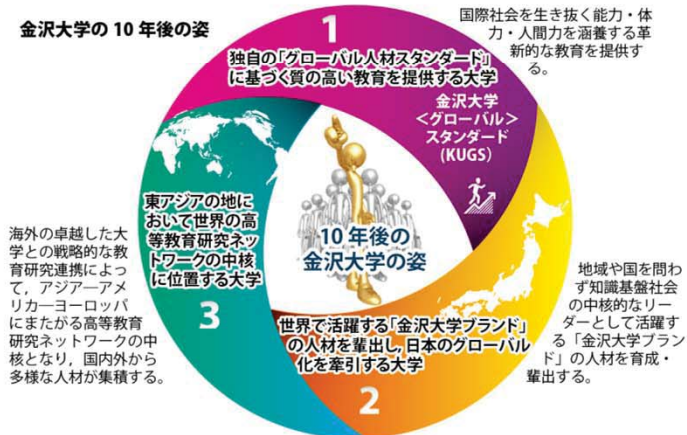 金沢大学の 10 年後の姿
1
独自の「グローバル人材スタンダード」
に基づく質の高い教育を提供する大学
国際社会を生き抜く能力・体
力・人間力を涵養する革
新的な教育を提供す
る。
金沢大学
＜グローバル＞
スタンダード
(KUGS)
10 年後の
金沢大学の姿
世界で活躍する「金沢大学ブランド」
の人材を輩出し, 日本のグローバル
化を牽引する大学
2
地域や国を問わ
ず知識基盤社会
の中核的なリー
ダーとして活躍す
る「金沢大学ブラン
ド」の人材を育成・
輩出する。
東アジアの地に
おいて世界の高
等教育研究ネッ
トワークの中核
に位置する大学
3
海外の卓越した大
学との戦略的な教
育研究連携によっ
て，アジア―アメ
リカ―ヨーロッパ
にまたがる高等教育
研究ネットワークの中
核となり，国内外から
多様な人材が集積する。